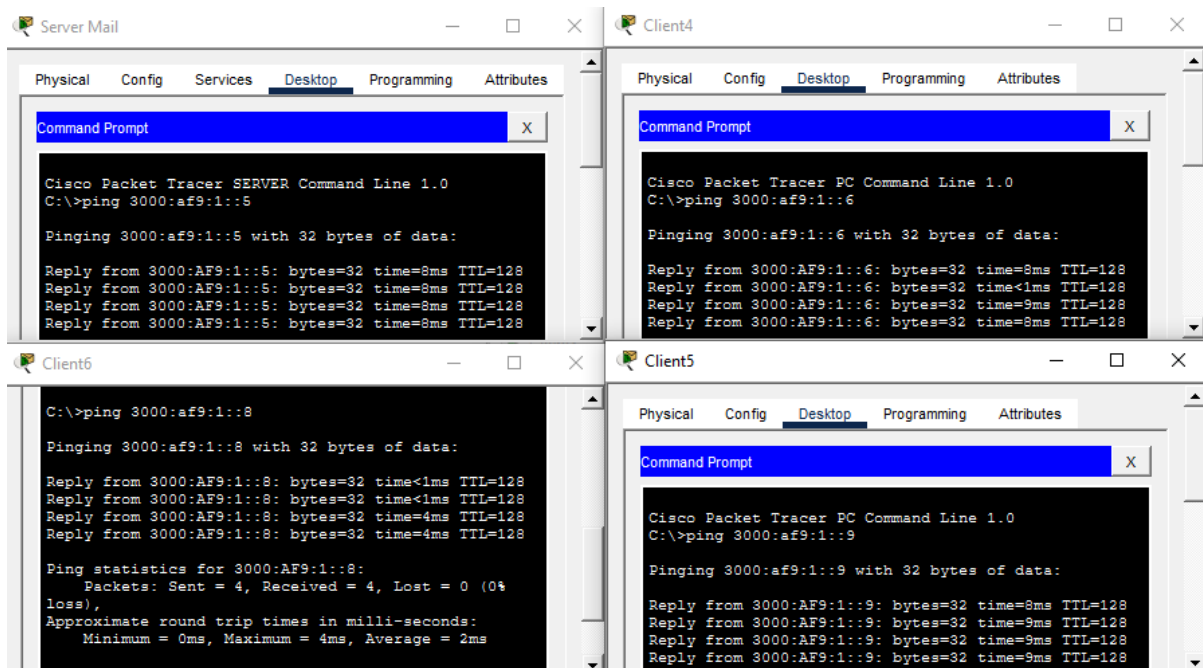 Server Mail
Physical Config Services Desktop Programming Attributes
Command Prompt X
Cisco Packet Tracer SERVER Command Line 1.0
C:\>ping 3000:af9:1::5
Pinging 3000:af9:1::5 with 32 bytes of data:
Reply from 3000:AF9:1::5: bytes=32 time=8ms TTL=128
Reply from 3000:AF9:1::5: bytes=32 time=8ms TTL=128
Reply from 3000:AF9:1::5: bytes=32 time=8ms TTL=128
Reply from 3000:AF9:1::5: bytes=32 time=8ms TTL=128
Client4
Physical Config Desktop Programming Attributes
Command Prompt X
Cisco Packet Tracer PC Command Line 1.0
C:\>ping 3000:af9:1::6
Pinging 3000:af9:1::6 with 32 bytes of data:
Reply from 3000:AF9:1::6: bytes=32 time=8ms TTL=128
Reply from 3000:AF9:1::6: bytes=32 time<1ms TTL=128
Reply from 3000:AF9:1::6: bytes=32 time=9ms TTL=128
Reply from 3000:AF9:1::6: bytes=32 time=8ms TTL=128
Client6
C:\>ping 3000:af9:1::8
Pinging 3000:af9:1::8 with 32 bytes of data:
Reply from 3000:AF9:1::8: bytes=32 time<1ms TTL=128
Reply from 3000:AF9:1::8: bytes=32 time<1ms TTL=128
Reply from 3000:AF9:1::8: bytes=32 time=4ms TTL=128
Reply from 3000:AF9:1::8: bytes=32 time=4ms TTL=128
Ping statistics for 3000:AF9:1::8:
Packets: Sent = 4, Received = 4, Lost = 0 (0%
loss),
Approximate round trip times in milli-seconds:
Minimum = 0ms, Maximum = 4ms, Average = 2ms
Client5
Physical Config Desktop Programming Attributes
Command Prompt X
Cisco Packet Tracer PC Command Line 1.0
C:\>ping 3000:af9:1::9
Pinging 3000:af9:1::9 with 32 bytes of data:
Reply from 3000:AF9:1::9: bytes=32 time=8ms TTL=128
Reply from 3000:AF9:1::9: bytes=32 time=9ms TTL=128
Reply from 3000:AF9:1::9: bytes=32 time=9ms TTL=128
Reply from 3000:AF9:1::9: bytes=32 time=9ms TTL=128